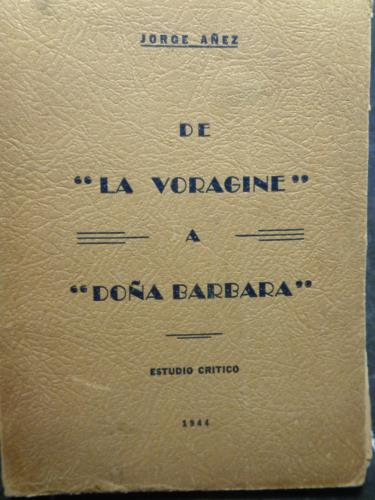 JORGE AÑEZ
DE
“LA VORAGINE”
A
“DOÑA BARBARA”
ESTUDIO CRITICO
1944